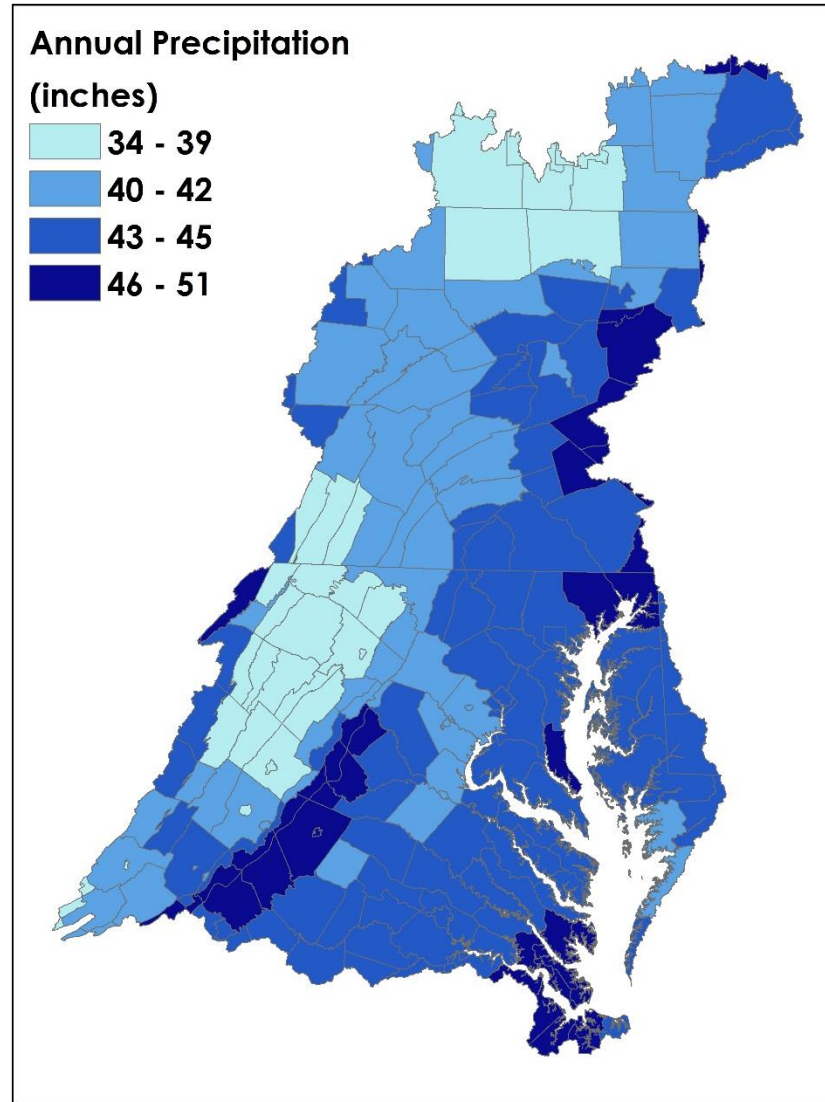 Annual Precipitation
(inches)
34 - 39
40 - 42
43 - 45
46 - 51